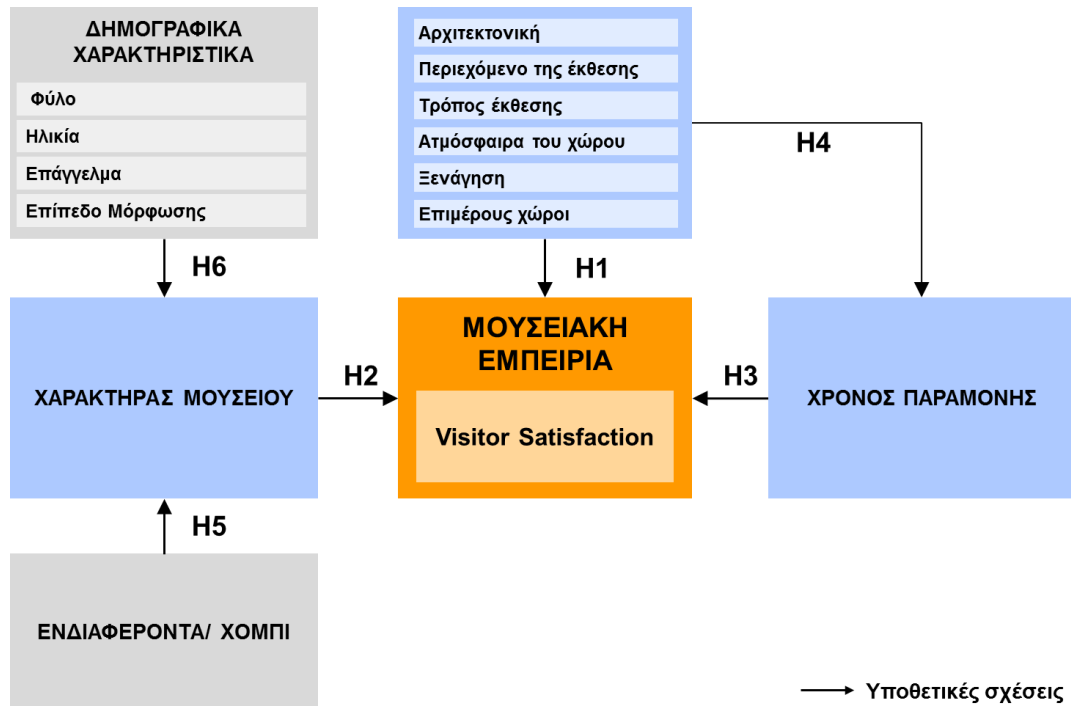 ΔΗΜΟΓΡΑΦΙΚΑ
ΧΑΡΑΚΤΗΡΙΣΤΙΚΑ
Φύλο
Ηλικία
Επάγγελμα
Επίπεδο Μόρφωσης
Αρχιτεκτονική
Περιεχόμενο της έκθεσης
Τρόπος έκθεσης
Ατμόσφαιρα του χώρου
Ξενάγηση
Επιμέρους χώροι
H4
H6
H1
ΧΑΡΑΚΤΗΡΑΣ ΜΟΥΣΕΙΟΥ
H2
ΜΟΥΣΕΙΑΚΗ
ΕΜΠΕΙΡΙΑ
Visitor Satisfaction
H3
ΧΡΟΝΟΣ ΠΑΡΑΜΟΝΗΣ
H5
ΕΝΔΙΑΦΕΡΟΝΤΑ/ ΧΟΜΠΙ
Υποθετικές σχέσεις